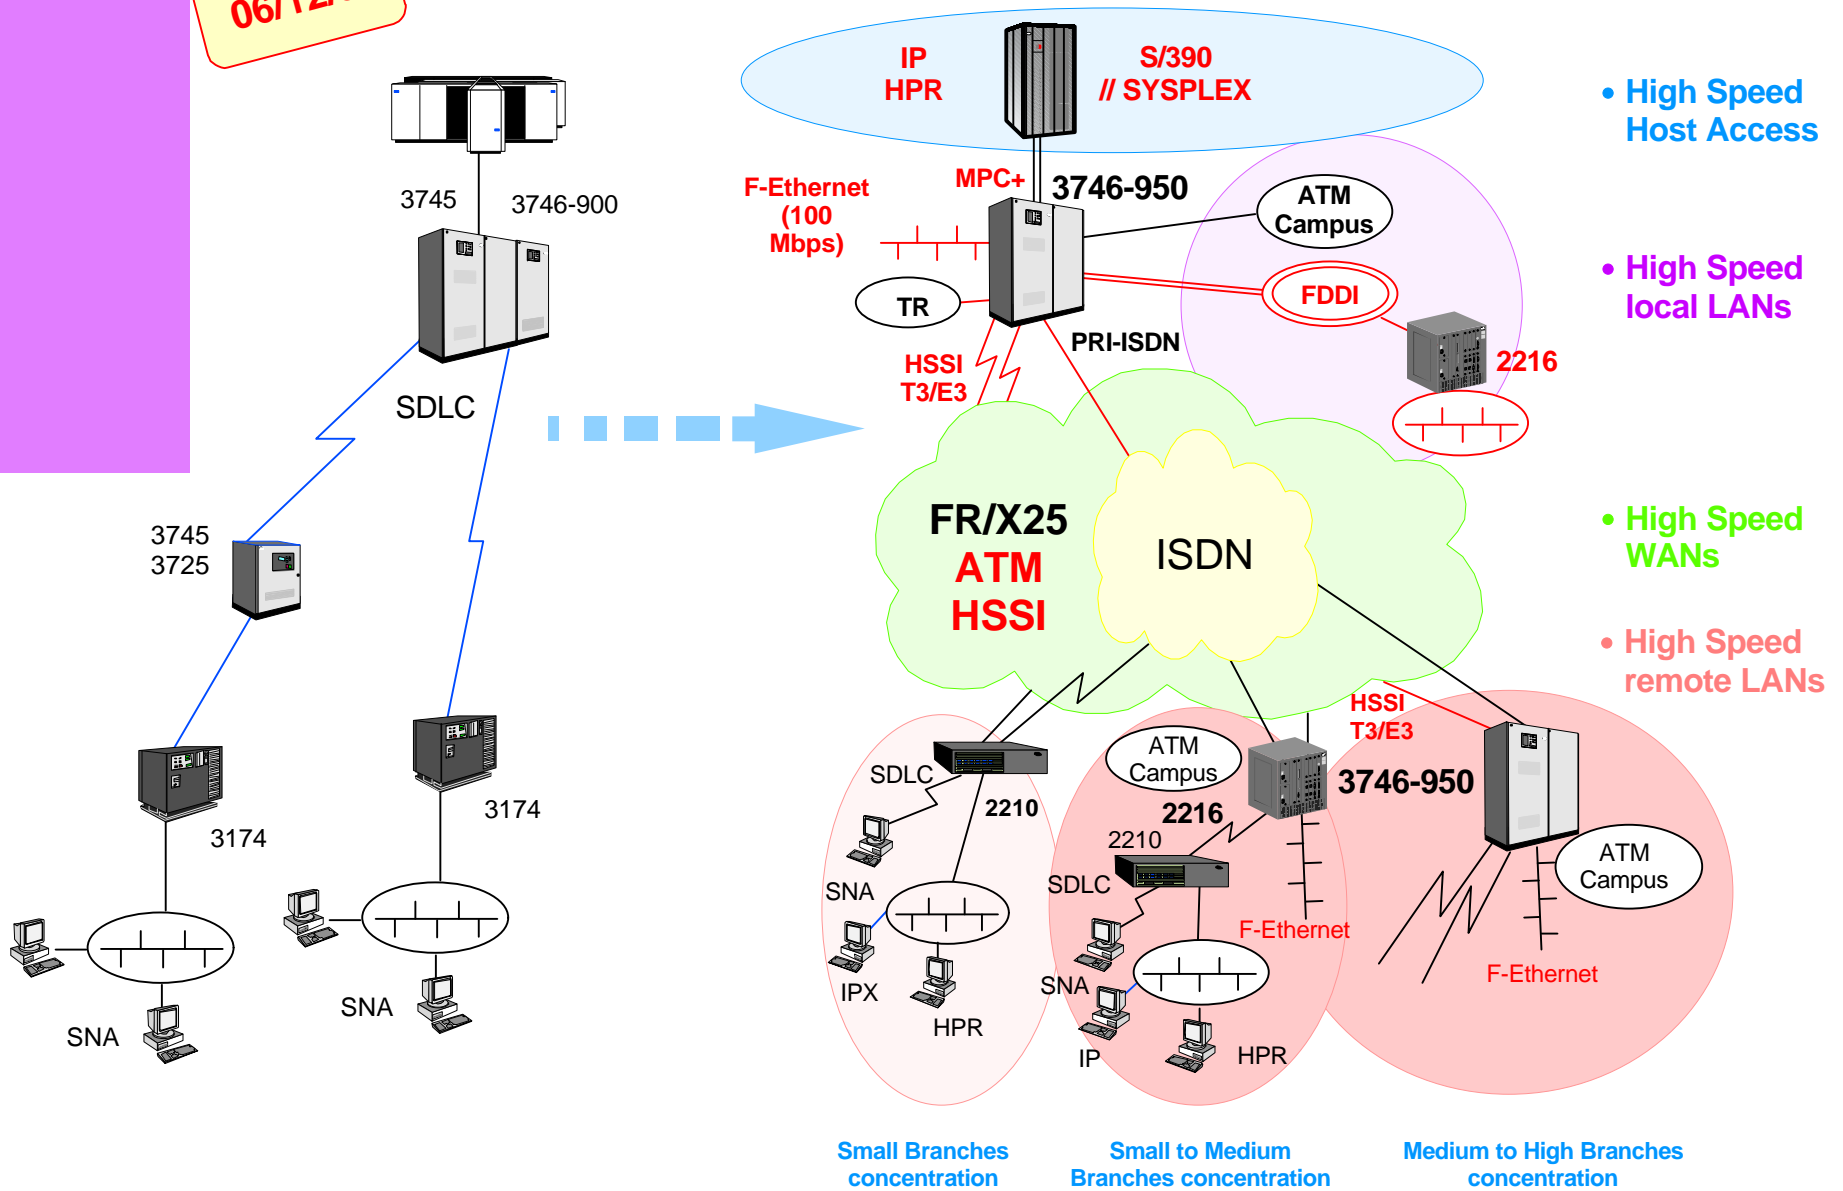 06/12/
3745
3746-900
SDLC
3745
3725
3174
3174
SNA
SNA
IP
HPR
S/390
// SYSPLEX
F-Ethernet
(100
Mbps)
MPC+
3746-950
ATM
Campus
TR
FDDI
HSSI
T3/E3
PRI-ISDN
2216
FR/X25
ATM
HSSI
ISDN
HSSI
T3/E3
SDLC
2210
SNA
IPX
HPR
ATM
Campus
2216
2210
SDLC
SNA
IP
HPR
F-Ethernet
3746-950
ATM
Campus
F-Ethernet
• High Speed
Host Access
• High Speed
local LANs
• High Speed
WANs
• High Speed
remote LANs
Small Branches
concentration
Small to Medium
Branches concentration
Medium to High Branches
concentration